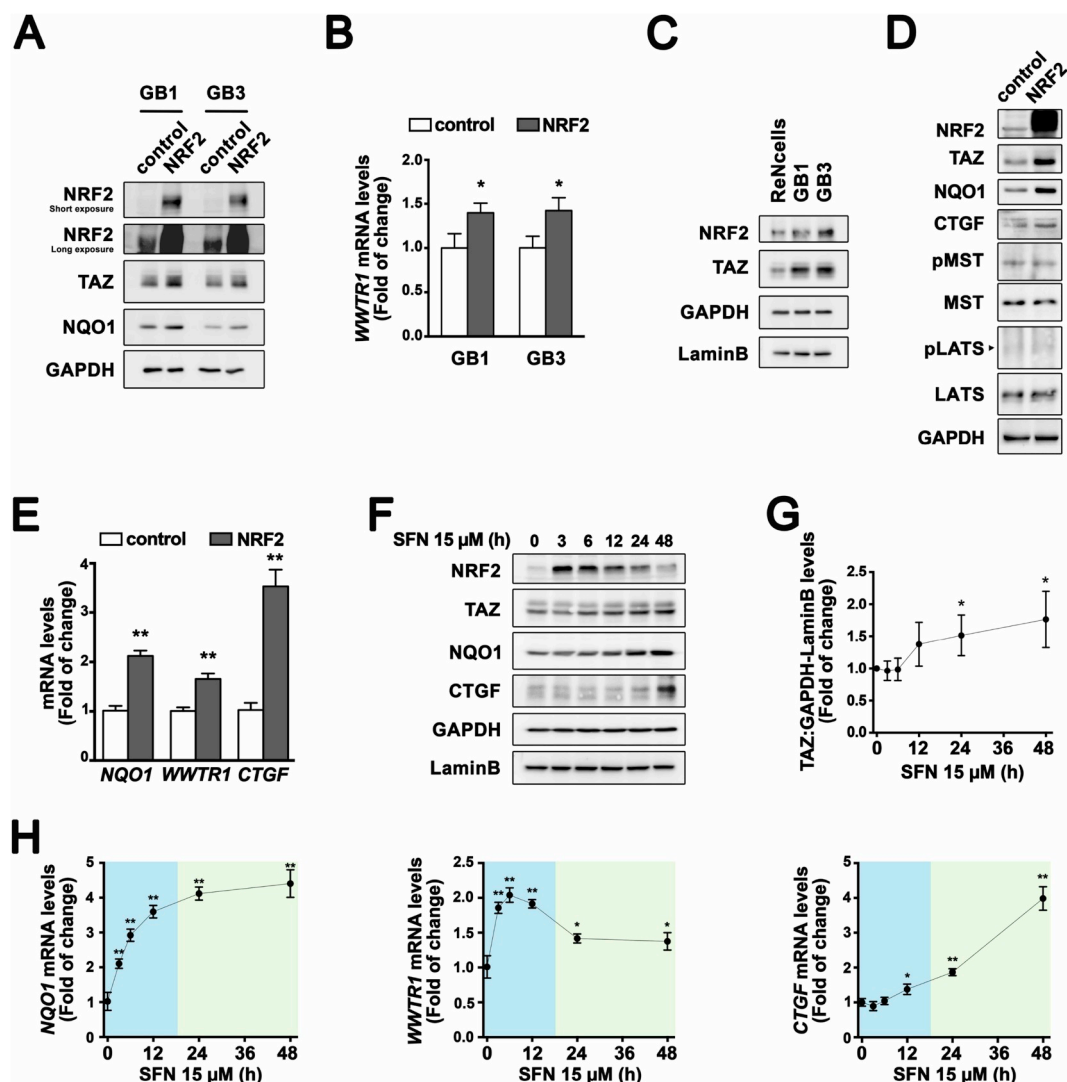 A
GB1 GB3
control NRF2 control NRF2
NRF2
Short exposure
NRF2
Long exposure
TAZ
NQO1
GAPDH
B
control NRF2
WWTR1 mRNA levels
(Fold of change)
2.0
1.5
1.0
0.5
0.0
* *
GB1 GB3
C
ReNcells GB1 GB3
NRF2
TAZ
GAPDH
LaminB
D
control NRF2
NRF2
TAZ
NQO1
CTGF
pMST
MST
pLATS
LATS
GAPDH
E
control NRF2
mRNA levels
(Fold of change)
4
3
2
1
0
** ** **
NQO1 WWTR1 CTGF
F
SFN 15 µM (h) 0 3 6 12 24 48
NRF2
TAZ
NQO1
CTGF
GAPDH
LaminB
G
TAZ:GAPDH-LaminB levels
(Fold of change)
2.5
2.0
1.5
1.0
0.5
0.0
* *
0 12 24 36 48
SFN 15 µM (h)
H
NQO1 mRNA levels
(Fold of change)
5
4
3
2
1
0
** ** ** ** **
0 12 24 36 48
SFN 15 µM (h)
WWTR1 mRNA levels
(Fold of change)
2.5
2.0
1.5
1.0
0.5
0.0
** ** ** * *
0 12 24 36 48
SFN 15 µM (h)
CTGF mRNA levels
(Fold of change)
5
4
3
2
1
0
* ** **
0 12 24 36 48
SFN 15 µM (h)